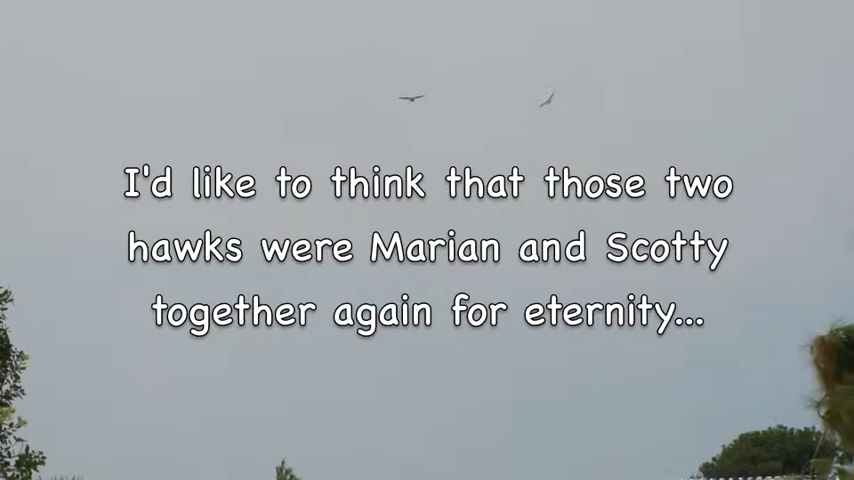 I'd like to think that those two
hawks were Marian and Scotty
together again for eternity...